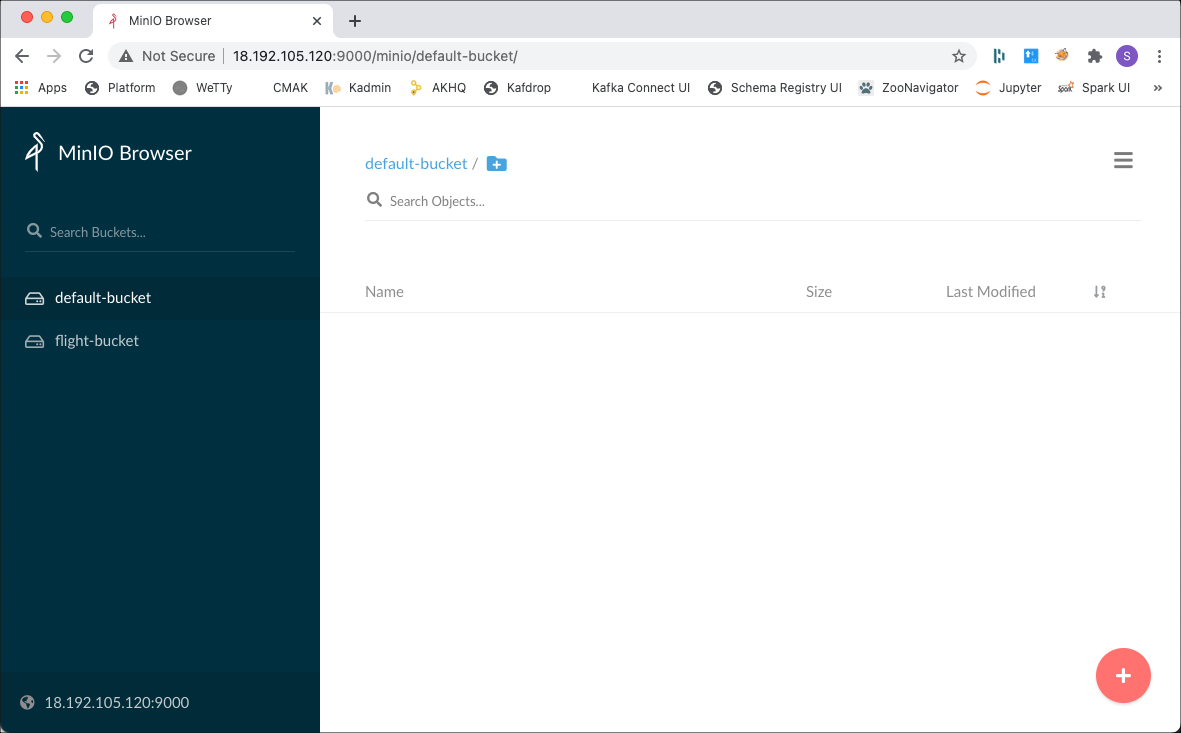 MinIO Browser
Not Secure 18.192.105.120:9000/minio/default-bucket/
S
Apps Platform WeTTy CMAK Kadmin AKHQ Kafdrop Kafka Connect UI Schema Registry UI ZooNavigator Jupyter Spark UI »
MinIO Browser
Search Buckets...
default-bucket
flight-bucket
18.192.105.120:9000
default-bucket /
Search Objects...
Name Size Last Modified